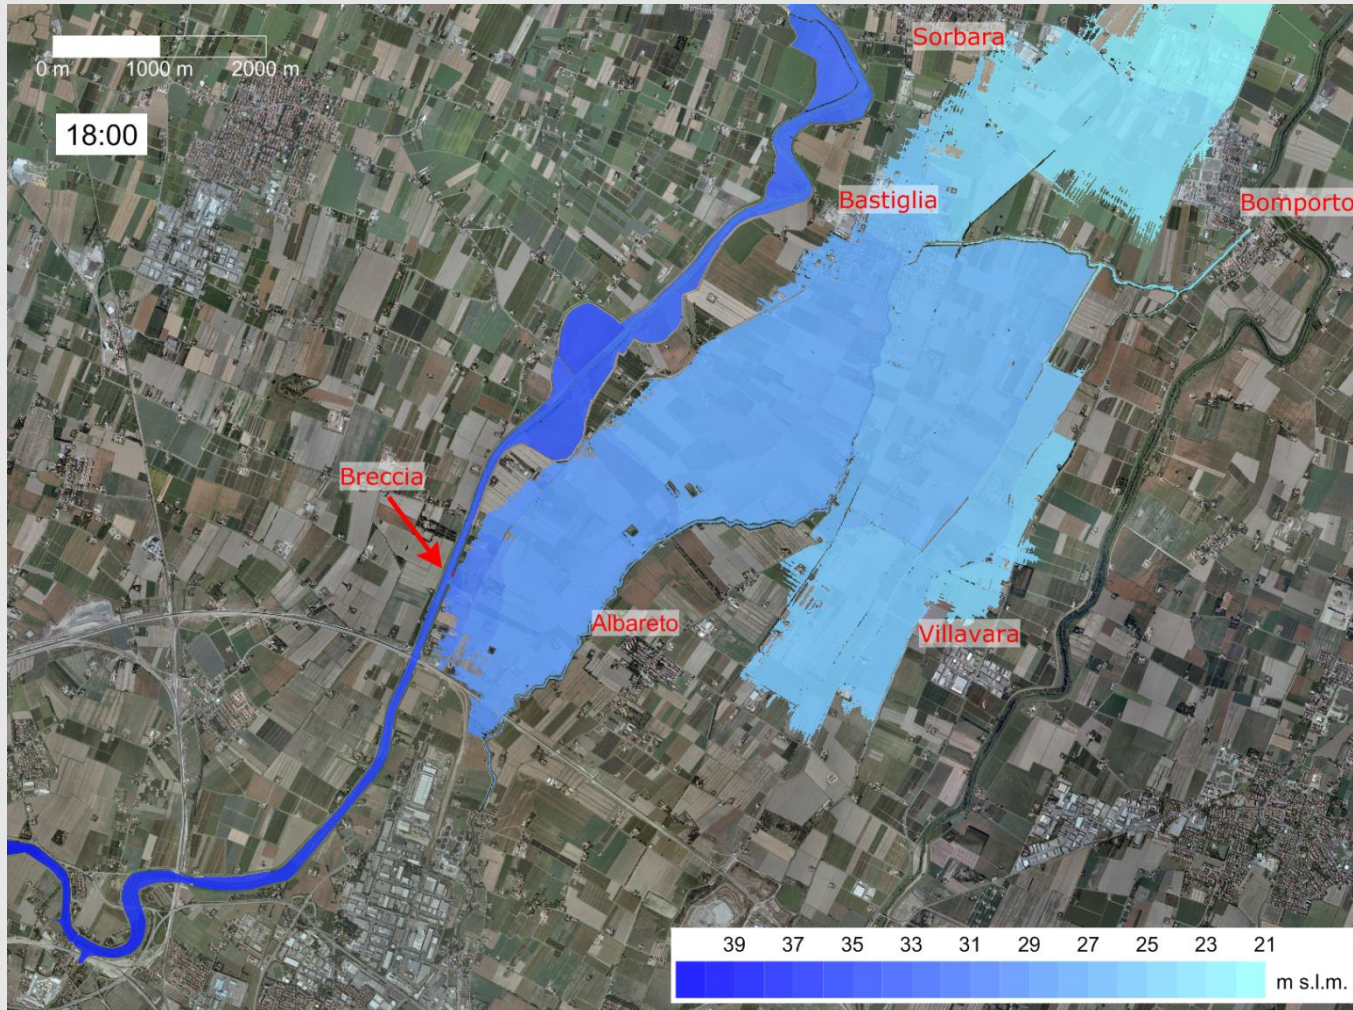 Sorbara
0 m 1000 m 2000 m
18:00
Bastiglia
Bomporto
Breccia
Albareto
Villavara
39 37 35 33 31 29 27 25 23 21
m s.l.m.